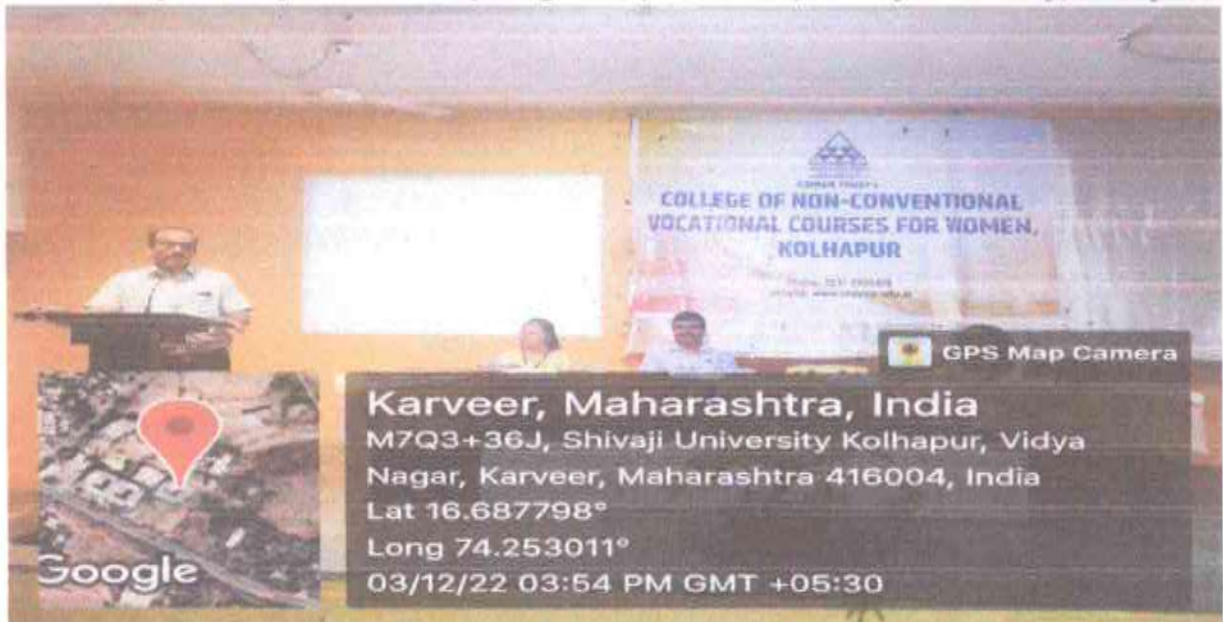 COLLEGE OF NON-CONVENTIONAL
VOCATIONAL COURSES FOR WOMEN,
KOLHAPUR
GPS Map Camera
Karveer, Maharashtra, India
M7Q3+36J, Shivaji University Kolhapur, Vidya
Nagar, Karveer, Maharashtra 416004, India
Lat 16.687798°
Long 74.253011°
03/12/22 03:54 PM GMT +05:30
Google